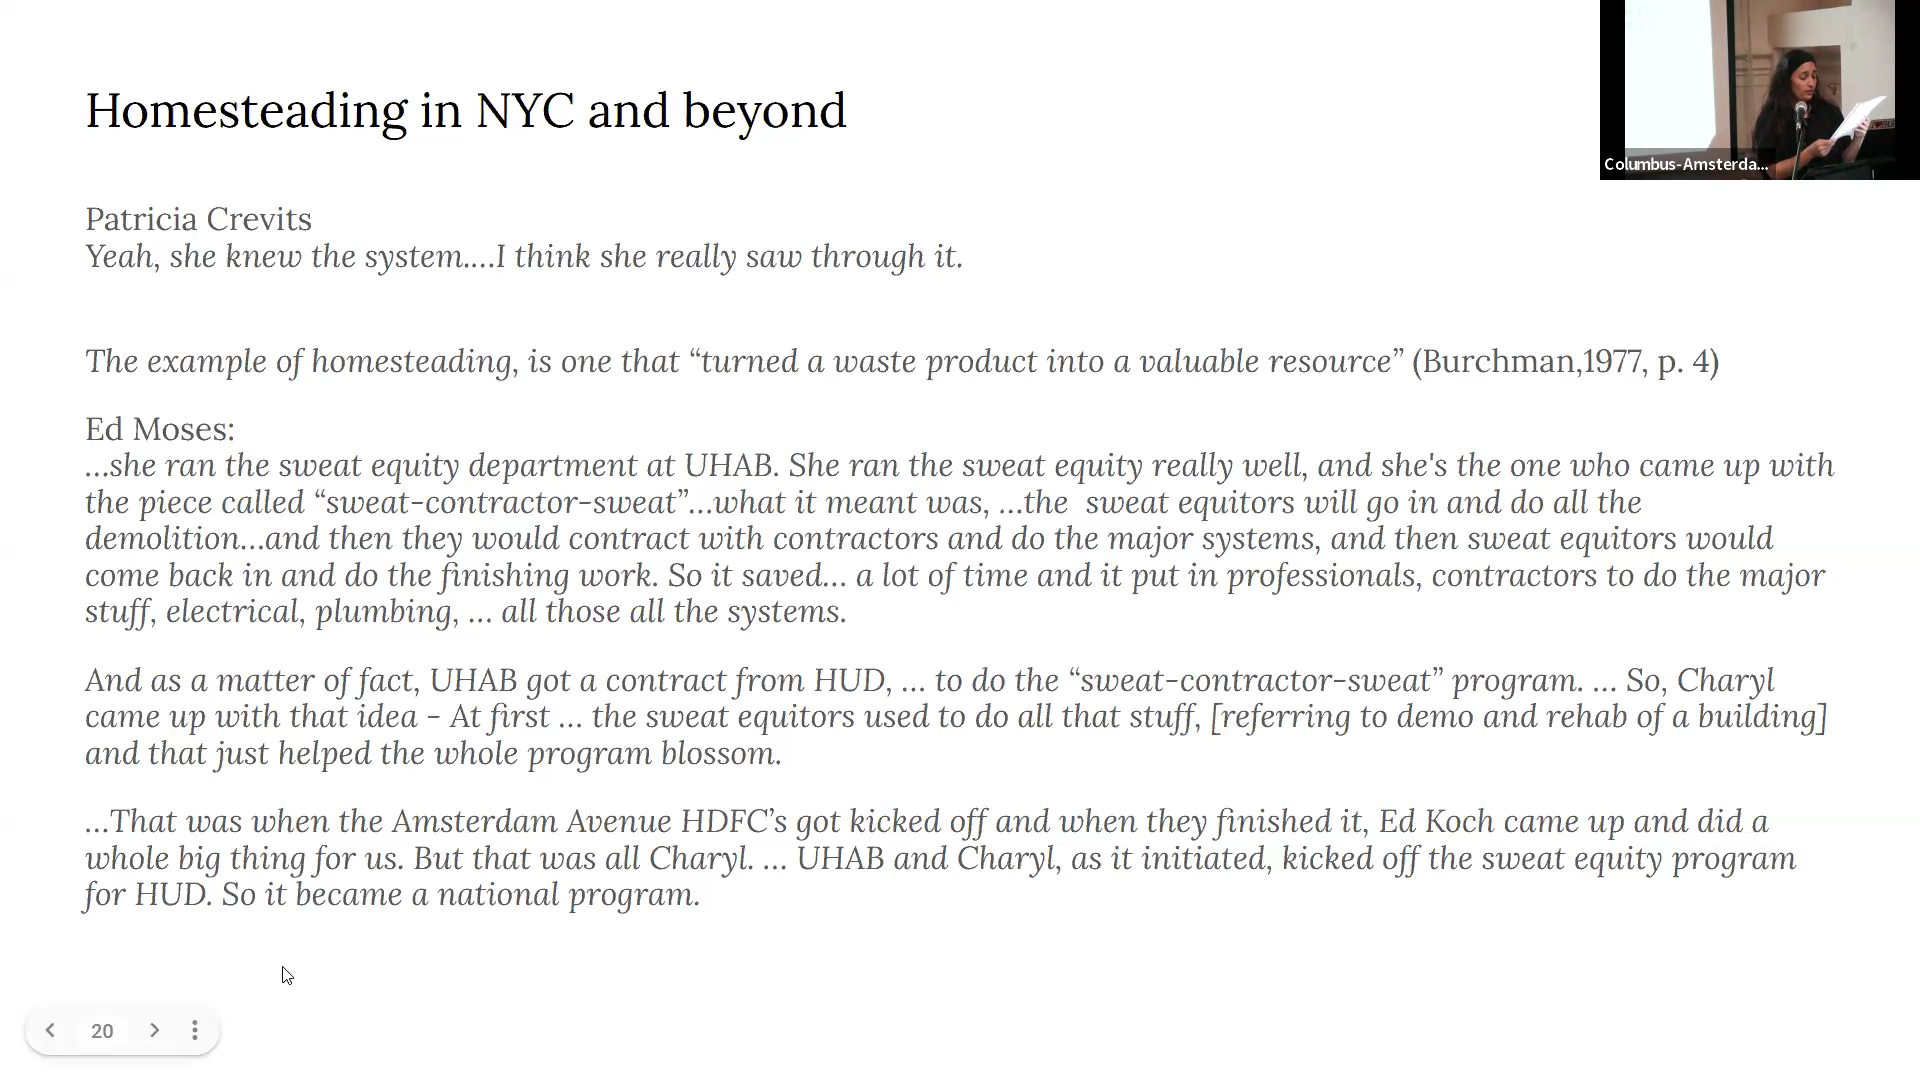 Homesteading in NYC and beyond
Columbus-Amsterda...
Patricia Crevits
Yeah, she knew the system....I think she really saw through it.
The example of homesteading, is one that “turned a waste product into a valuable resource” (Burchman,1977, p. 4)
Ed Moses:
…she ran the sweat equity department at UHAB. She ran the sweat equity really well, and she's the one who came up with
the piece called “sweat-contractor-sweat”…what it meant was, …the  sweat equitors will go in and do all the
demolition…and then they would contract with contractors and do the major systems, and then sweat equitors would
come back in and do the finishing work. So it saved… a lot of time and it put in professionals, contractors to do the major
stuff, electrical, plumbing, … all those all the systems.
And as a matter of fact, UHAB got a contract from HUD, … to do the “sweat-contractor-sweat” program. … So, Charyl
came up with that idea - At first … the sweat equitors used to do all that stuff, [referring to demo and rehab of a building]
and that just helped the whole program blossom.
…That was when the Amsterdam Avenue HDFC’s got kicked off and when they finished it, Ed Koch came up and did a
whole big thing for us. But that was all Charyl. … UHAB and Charyl, as it initiated, kicked off the sweat equity program
for HUD. So it became a national program.
20